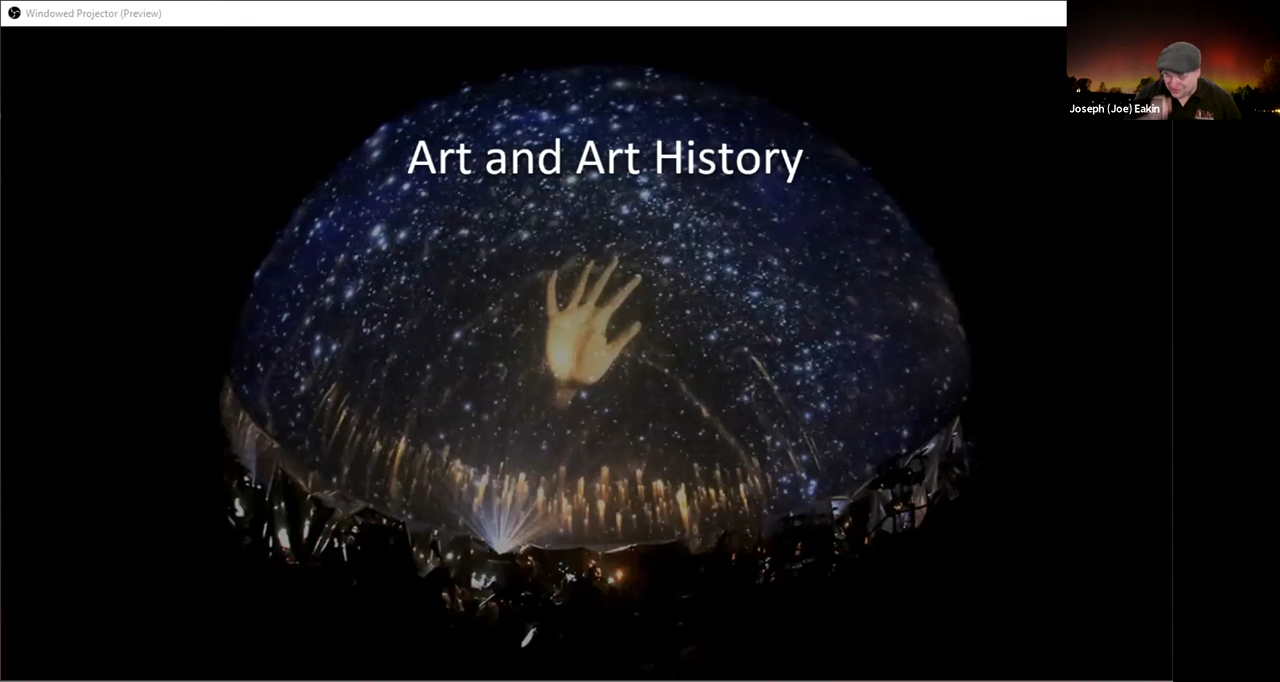 Windowed Projector (Preview)
Joseph (Joe) Eakin
Art and Art History